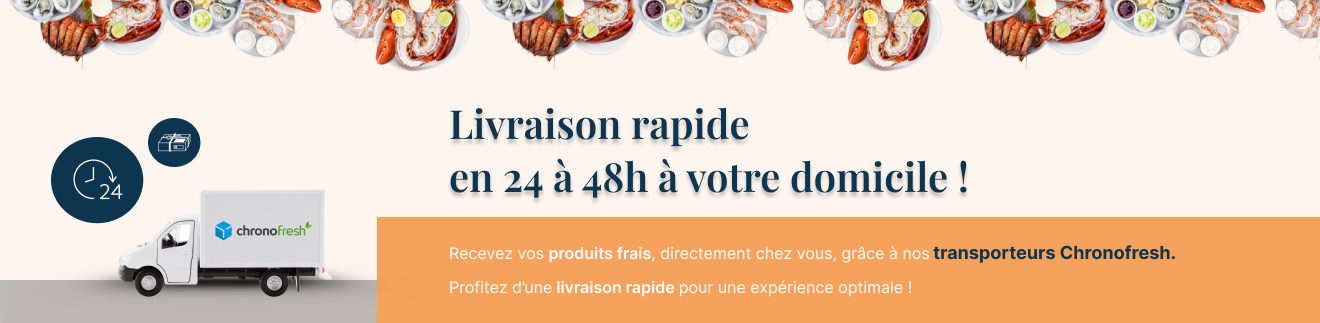 Livraison rapide
en 24 à 48h à votre domicile !
24
chronofresh
Recevez vos produits frais, directement chez vous, grâce à nos transporteurs Chronofresh.
Profitez d'une livraison rapide pour une expérience optimale !